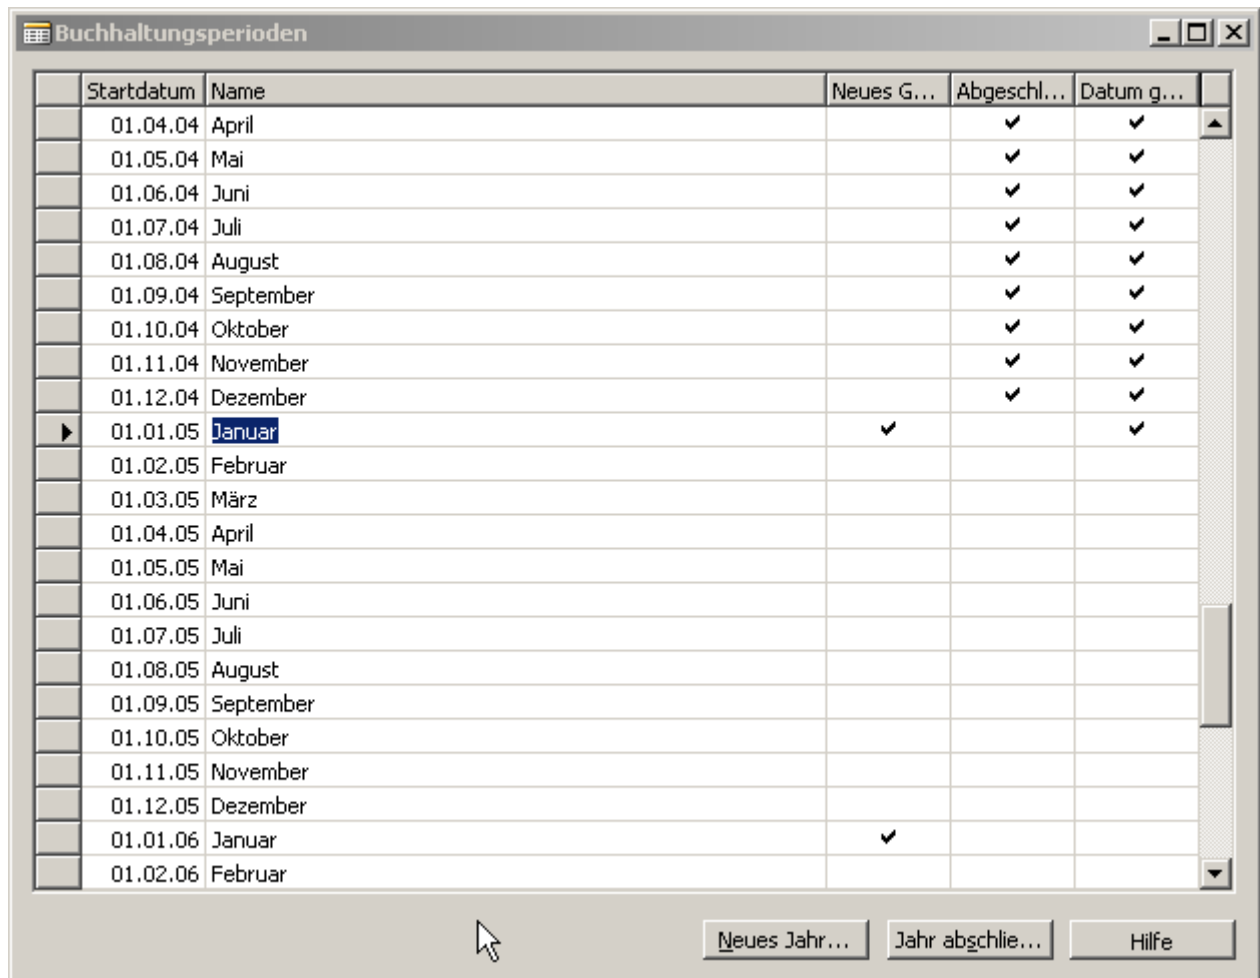 Buchhaltungsperioden
Startdatum Name Neues G... Abgeschl... Datum g...
01.04.04 April
01.05.04 Mai
01.06.04 Juni
01.07.04 Juli
01.08.04 August
01.09.04 September
01.10.04 Oktober
01.11.04 November
01.12.04 Dezember
01.01.05 Januar
01.02.05 Februar
01.03.05 März
01.04.05 April
01.05.05 Mai
01.06.05 Juni
01.07.05 Juli
01.08.05 August
01.09.05 September
01.10.05 Oktober
01.11.05 November
01.12.05 Dezember
01.01.06 Januar
01.02.06 Februar
Neues Jahr... Jahr abschlie... Hilfe